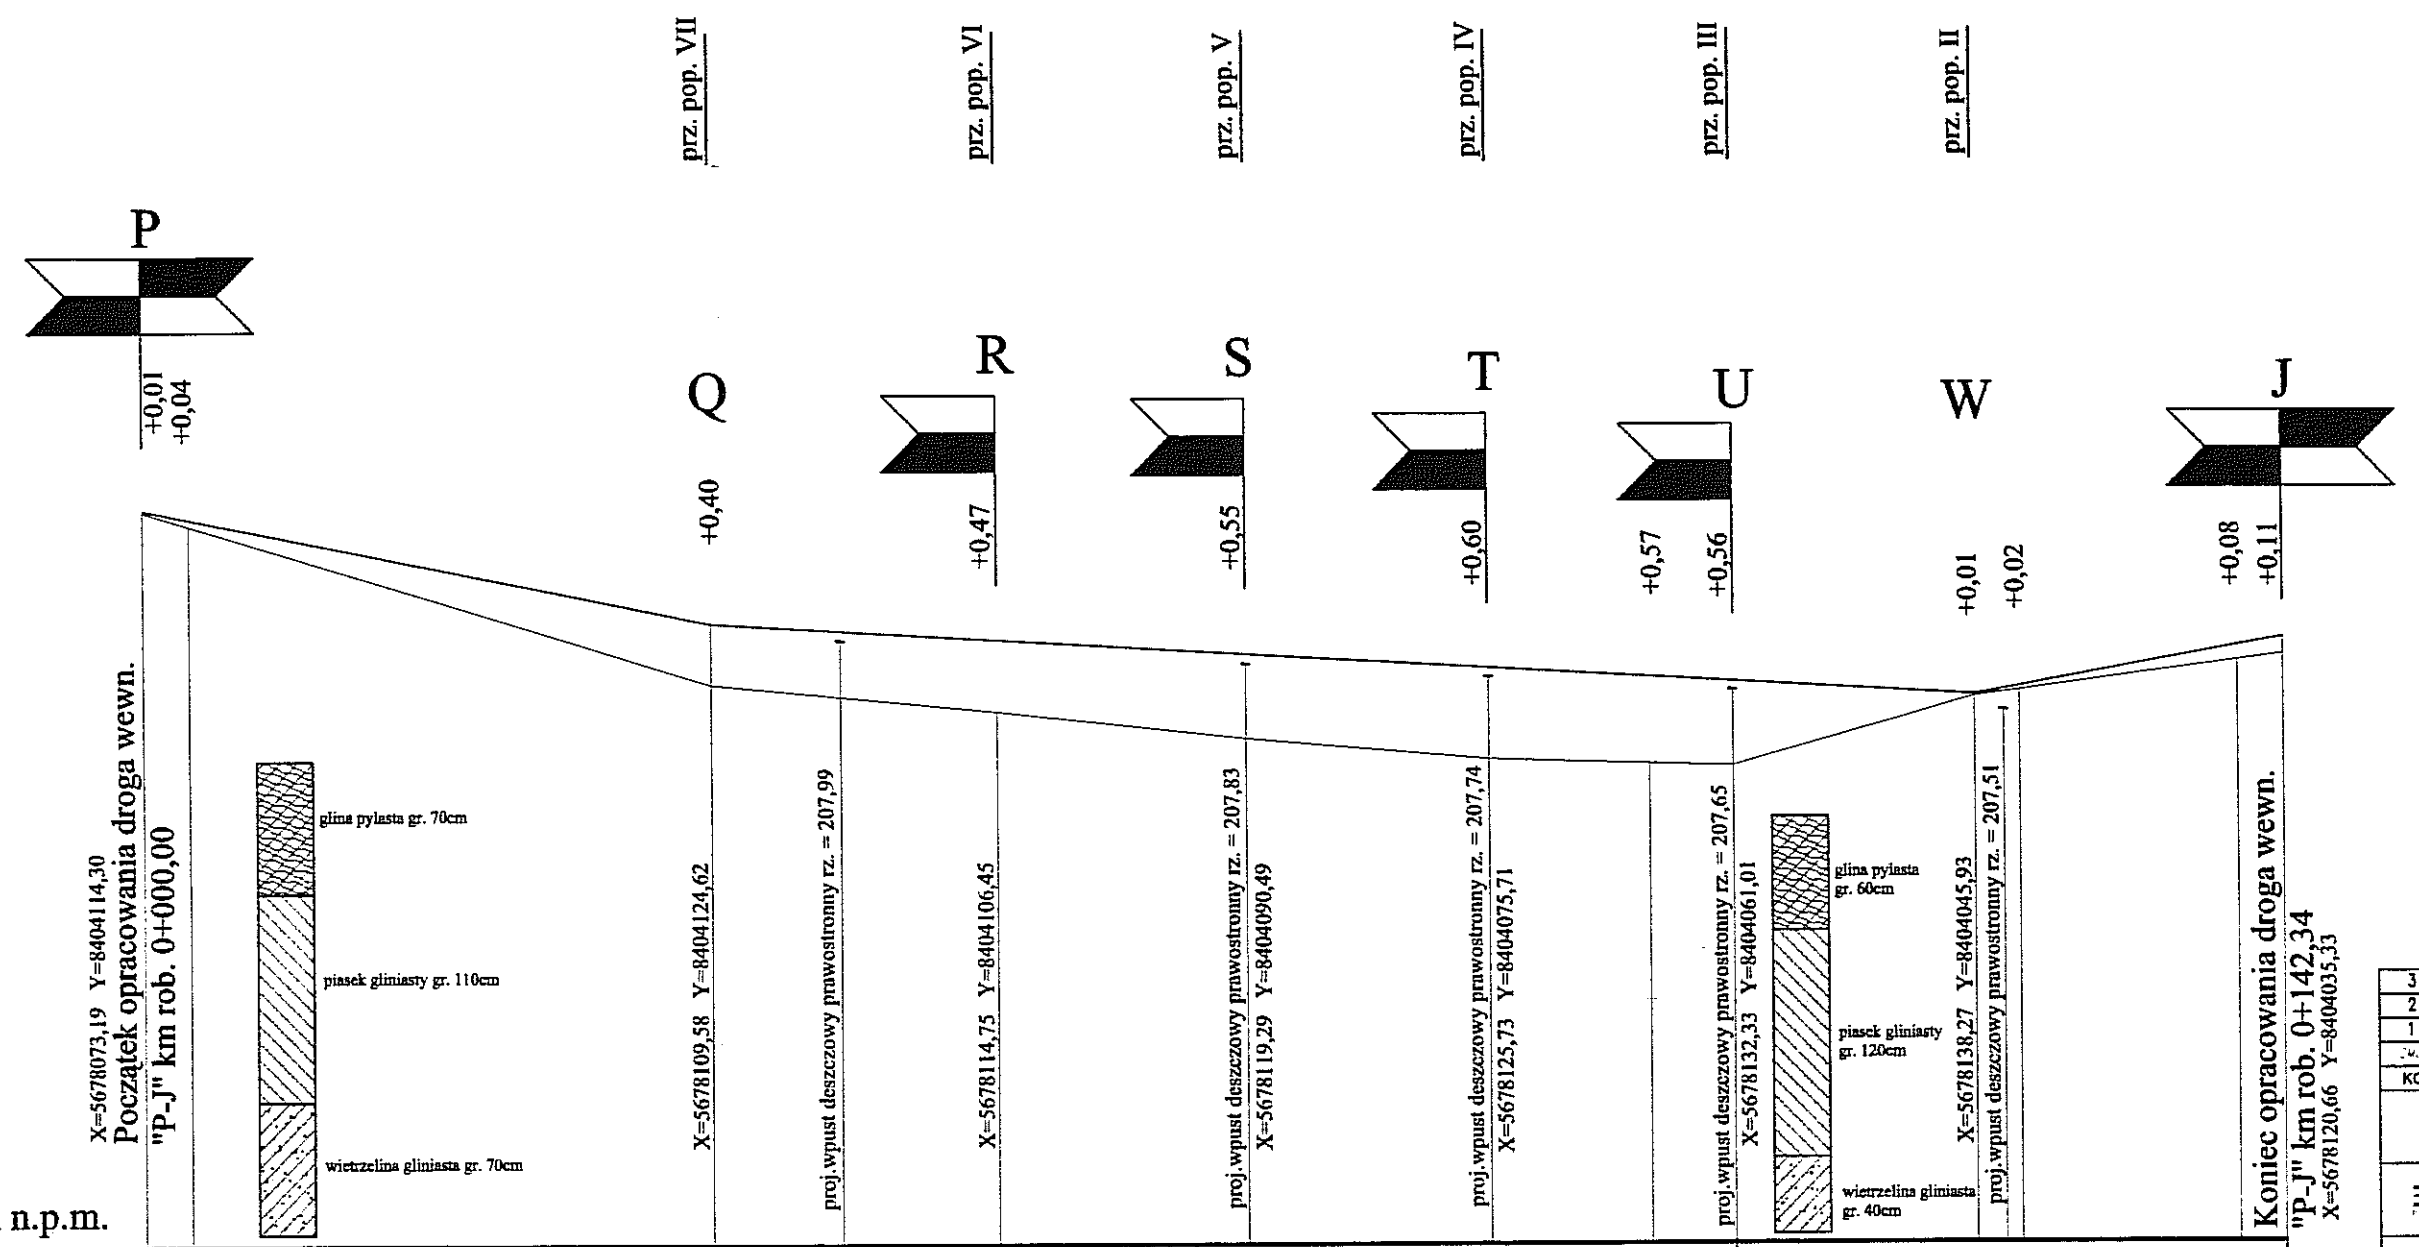 prz. pop. VII
prz. pop. VI
prz. pop. V
prz. pop. IV
prz. pop. III
prz. pop. II
P
Q
R
S
T
U
W
J
+0,01
+0,04
+0,40
+0,47
+0,55
+0,60
+0,57
+0,56
+0,01
+0,02
+0,08
+0,11
X=5678073,19 Y=8404114,30
Początek opracowania droga wewn.
"P-J" km rob. 0+000,00
glina pylasta gr. 70cm
piasek gliniasty gr. 110cm
wietrzelina gliniasta gr. 70cm
X=5678109,58 Y=8404124,62
proj.wpust deszczowy prawostronny rz. = 207,99
X=5678114,75 Y=8404106,45
proj.wpust deszczowy prawostronny rz. = 207,83
X=5678119,29 Y=8404090,49
proj.wpust deszczowy prawostronny rz. = 207,74
X=5678125,73 Y=8404075,71
proj.wpust deszczowy prawostronny rz. = 207,65
X=5678132,33 Y=8404061,01
glina pylasta
gr. 60cm
piasek gliniasty
gr. 120cm
wietrzelina gliniasta
gr. 40cm
X=5678138,27 Y=8404045,93
proj.wpust deszczowy prawostronny rz. = 207,51
Koniec opracowania droga wewn.
"P-J" km rob. 0+142,34
X=5678120,66 Y=8404035,33
n.p.m.
3
2
1